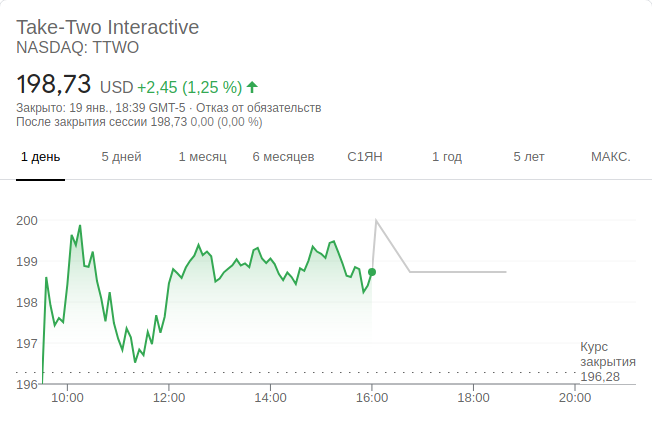 Take-Two Interactive
NASDAQ: TTWO
198,73 USD +2,45 (1,25 %)
Закрыто: 19 янв., 18:39 GMT-5 · Отказ от обязательств
После закрытия сессии 198,73 0,00 (0,00 %)
1 день 5 дней 1 месяц 6 месяцев С1ЯН 1 год 5 лет МАКС.
200
199
198
197
Курс
закрытия
196,28
196
10:00 12:00 14:00 16:00 18:00 20:00